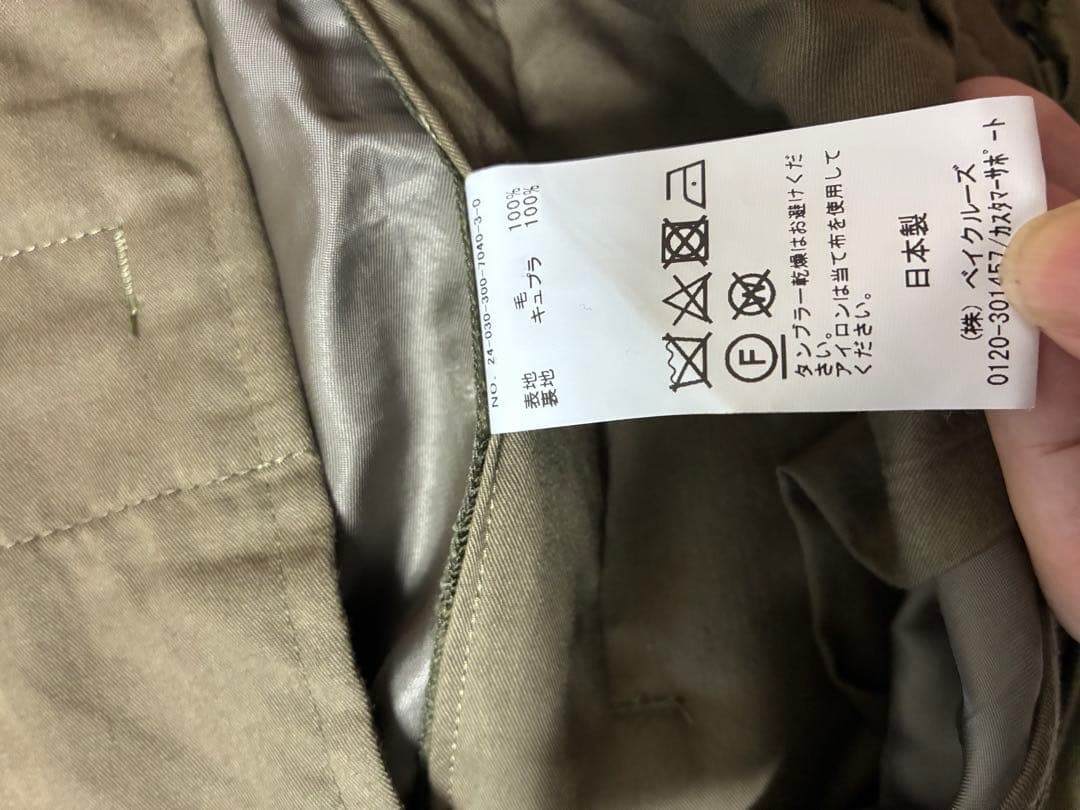 NO. 24-030-300-7040-3-0
表地 毛 100%
裏地 キュプラ 100%
F W
タンブラー乾燥はお避けくだ
さい。
アイロンは当て布を使用して
ください。
日本製
(株) ベイクルーズ
0120-301457/カスタマーサポート